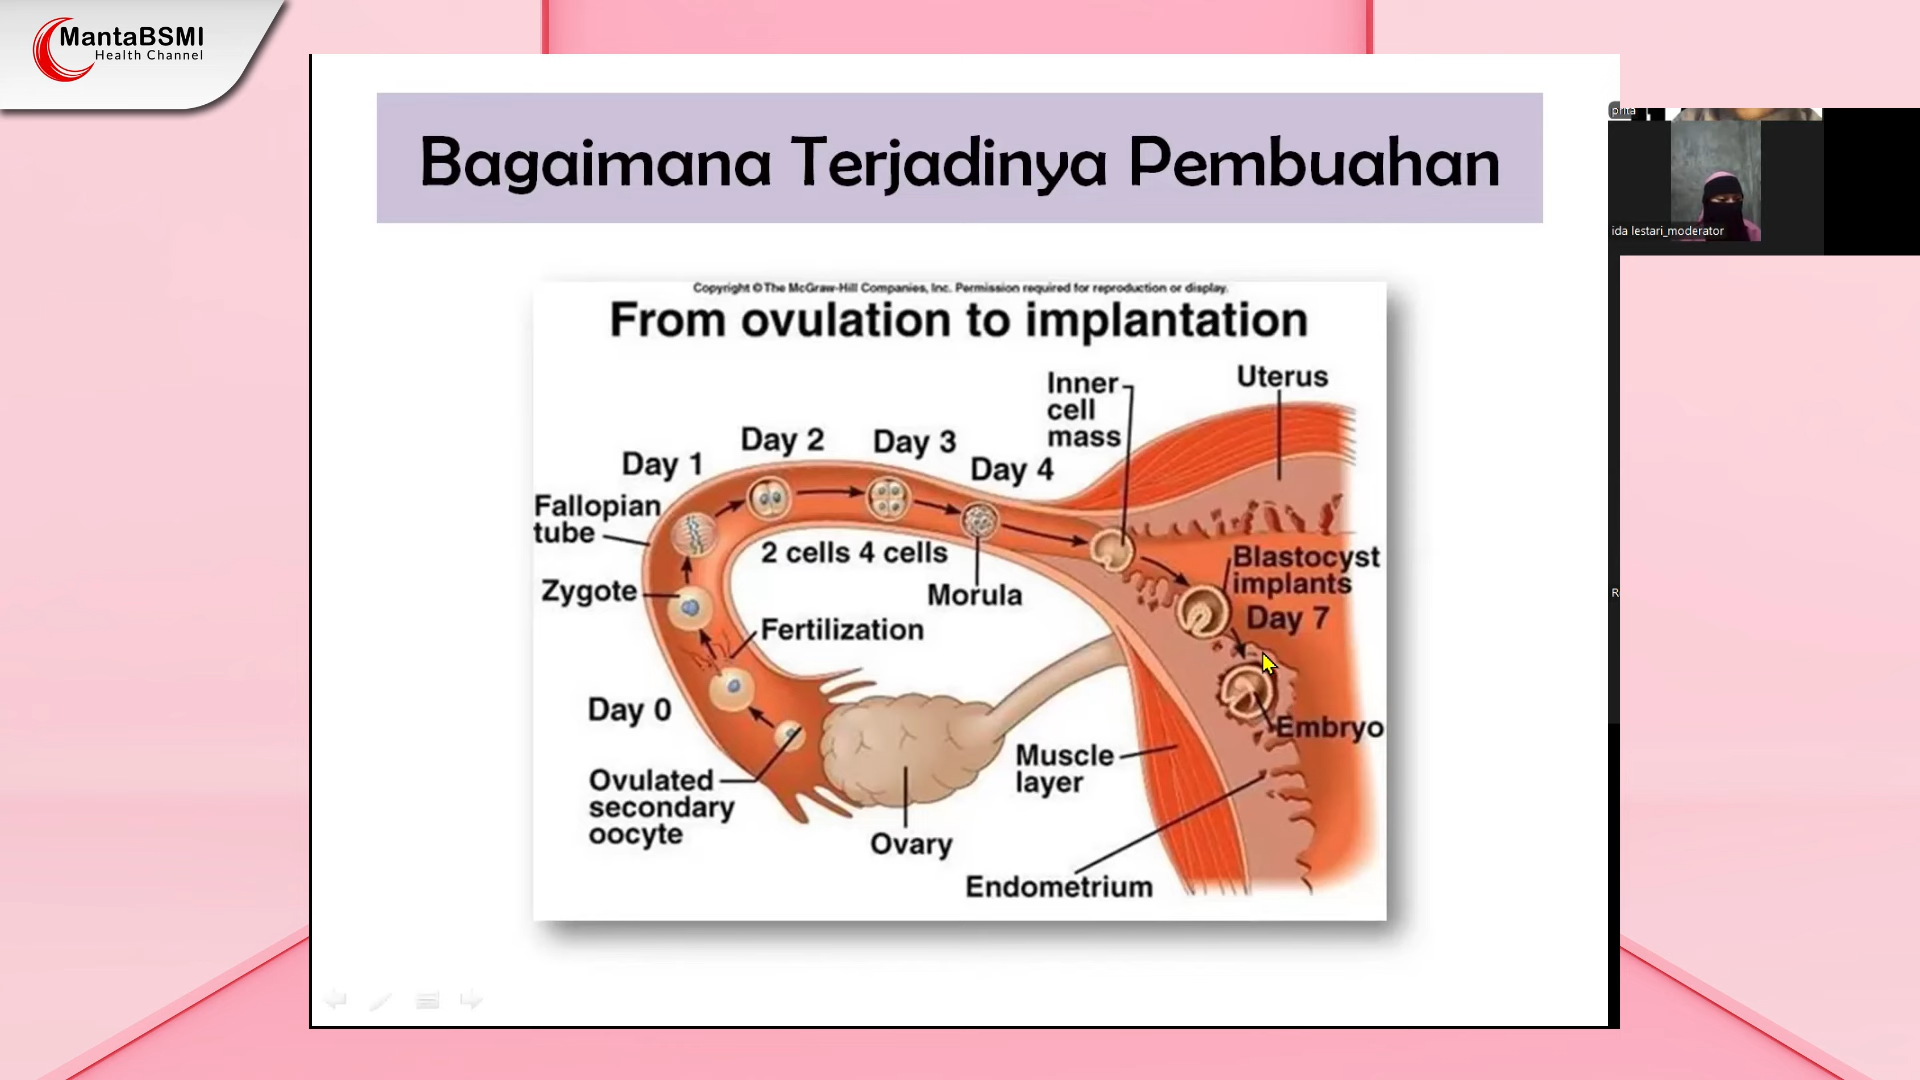 MantaBSMI
Health Channel
prita
ida lestari_moderator
R
Bagaimana Terjadinya Pembuahan
Copyright © The McGraw-Hill Companies, Inc. Permission required for reproduction or display.
From ovulation to implantation
Inner
cell
mass
Uterus
Day 1
Day 2
Day 3
Day 4
Fallopian
tube
2 cells 4 cells
Blastocyst
implants
Day 7
Zygote
Morula
Fertilization
Day 0
Embryo
Muscle
layer
Ovulated
secondary
oocyte
Ovary
Endometrium